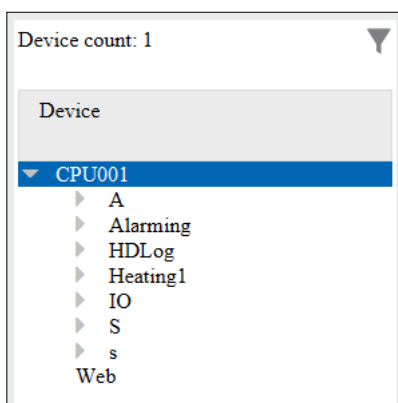 Device count: 1
Device
CPU001
A
Alarming
HDLog
Heating1
IO
S
s
Web